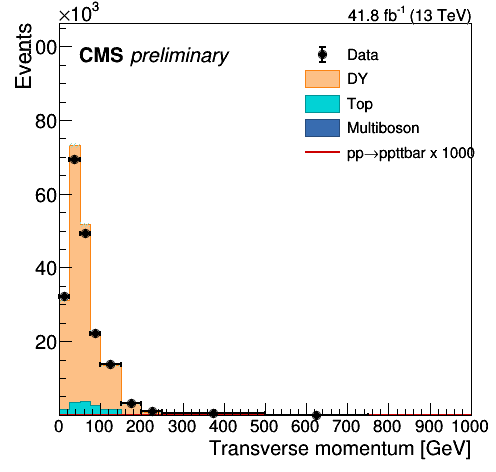 ×10³
41.8 fb⁻¹ (13 TeV)
Events
CMS preliminary
Data
DY
Top
Multiboson
pp→ppttbar x 1000
00
80
60
40
20
0 100 200 300 400 500 600 700 800 900 1000
Transverse momentum [GeV]